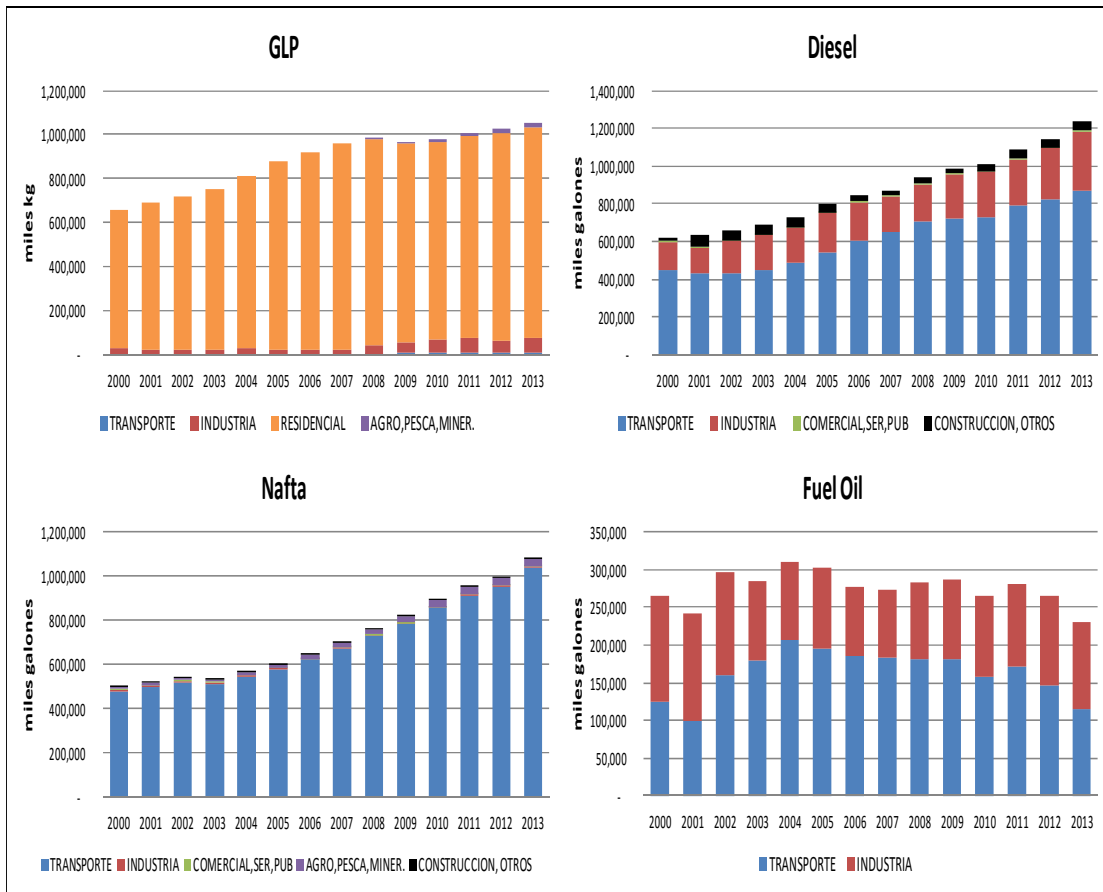 GLP
1,200,000
1,000,000
800,000
600,000
400,000
200,000
-
miles kg
2000 2001 2002 2003 2004 2005 2006 2007 2008 2009 2010 2011 2012 2013
TRANSPORTE INDUSTRIA RESIDENCIAL AGRO,PESCA,MINER.
Diesel
1,400,000
1,200,000
1,000,000
800,000
600,000
400,000
200,000
-
miles galones
2000 2001 2002 2003 2004 2005 2006 2007 2008 2009 2010 2011 2012 2013
TRANSPORTE INDUSTRIA COMERCIAL,SER,PUB CONSTRUCCION, OTROS
Nafta
1,200,000
1,000,000
800,000
600,000
400,000
200,000
-
miles galones
2000 2001 2002 2003 2004 2005 2006 2007 2008 2009 2010 2011 2012 2013
TRANSPORTE INDUSTRIA COMERCIAL,SER,PUB AGRO,PESCA,MINER. CONSTRUCCION, OTROS
Fuel Oil
350,000
300,000
250,000
200,000
150,000
100,000
50,000
-
miles galones
2000 2001 2002 2003 2004 2005 2006 2007 2008 2009 2010 2011 2012 2013
TRANSPORTE INDUSTRIA